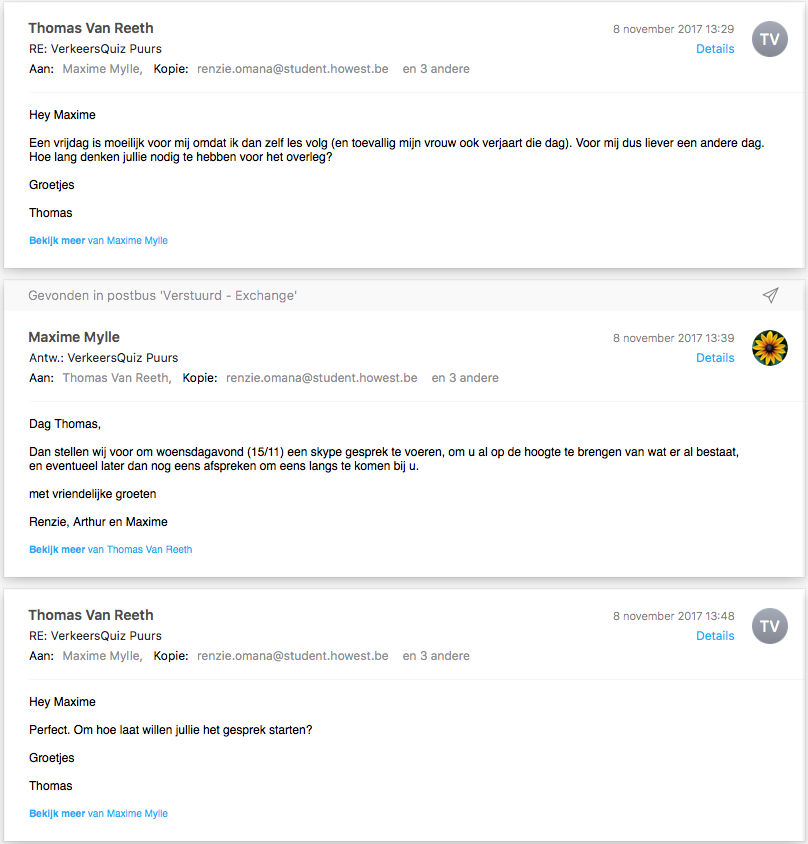 Thomas Van Reeth
8 november 2017 13:29
TV
RE: VerkeersQuiz Puurs
Details
Aan: Maxime Mylle, Kopie: renzie.omana@student.howest.be en 3 andere
Hey Maxime
Een vrijdag is moeilijk voor mij omdat ik dan zelf les volg (en toevallig mijn vrouw ook verjaart die dag). Voor mij dus liever een andere dag.
Hoe lang denken jullie nodig te hebben voor het overleg?
Groetjes
Thomas
Bekijk meer van Maxime Mylle
Gevonden in postbus 'Verstuurd - Exchange'
Maxime Mylle
8 november 2017 13:39
Antw.: VerkeersQuiz Puurs
Details
Aan: Thomas Van Reeth, Kopie: renzie.omana@student.howest.be en 3 andere
Dag Thomas,
Dan stellen wij voor om woensdagavond (15/11) een skype gesprek te voeren, om u al op de hoogte te brengen van wat er al bestaat,
en eventueel later dan nog eens afspreken om eens langs te komen bij u.
met vriendelijke groeten
Renzie, Arthur en Maxime
Bekijk meer van Thomas Van Reeth
Thomas Van Reeth
8 november 2017 13:48
TV
RE: VerkeersQuiz Puurs
Details
Aan: Maxime Mylle, Kopie: renzie.omana@student.howest.be en 3 andere
Hey Maxime
Perfect. Om hoe laat willen jullie het gesprek starten?
Groetjes
Thomas
Bekijk meer van Maxime Mylle